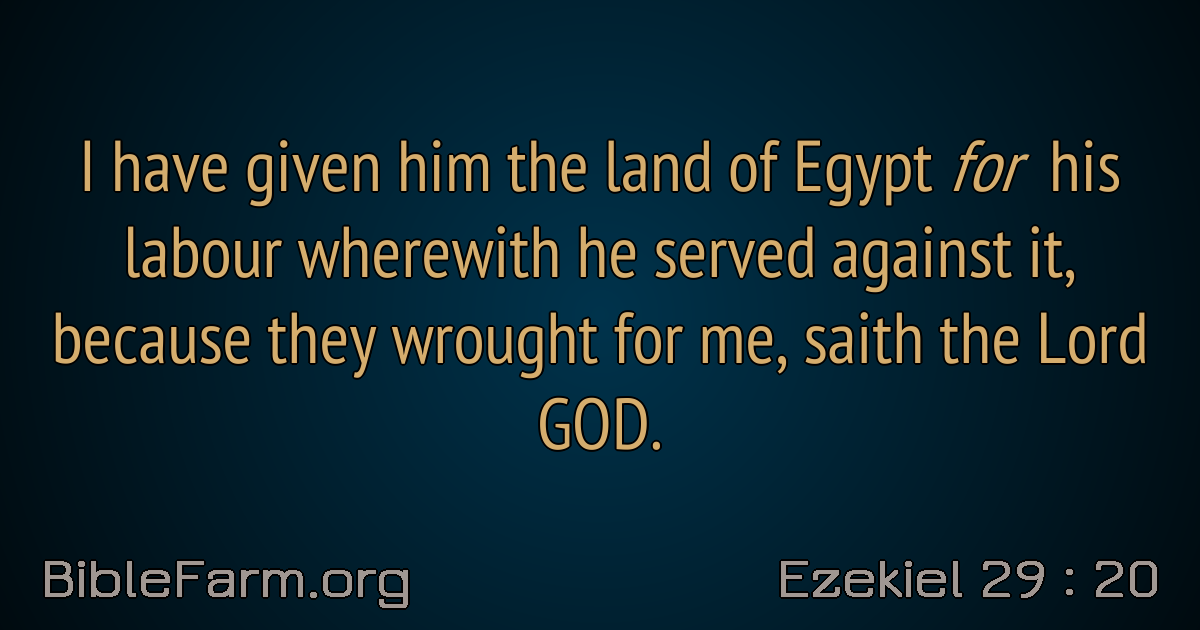 I have given him the land of Egypt for his
labour wherewith he served against it,
because they wrought for me, saith the Lord
GOD.
BibleFarm.org
Ezekiel 29 : 20